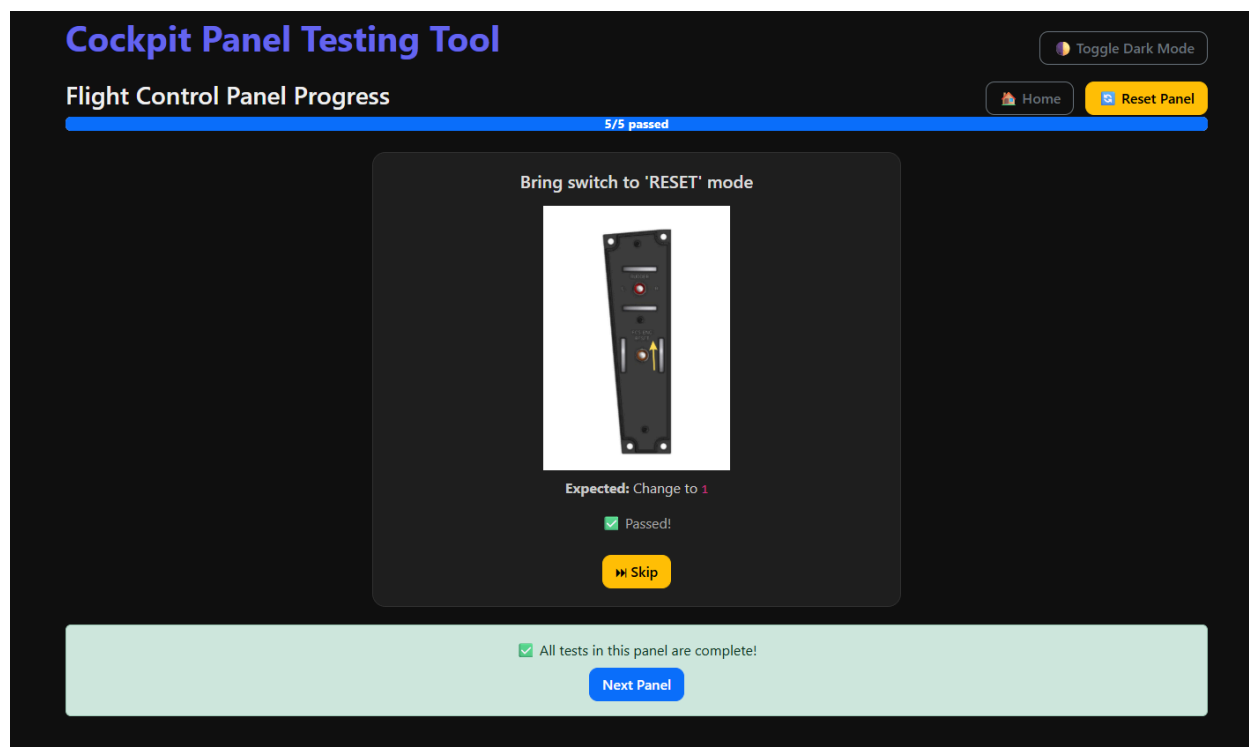 Cockpit Panel Testing Tool
Toggle Dark Mode
Flight Control Panel Progress
Home
Reset Panel
5/5 passed
Bring switch to 'RESET' mode
Expected: Change to 1
Passed!
Skip
All tests in this panel are complete!
Next Panel